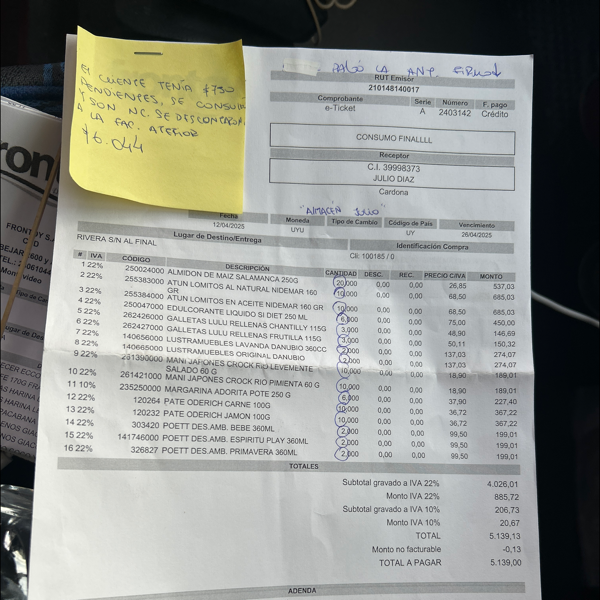 El CLIENTE TENÍA $790
PENDIENTES, SE
Y SON NC. SE
A LA FAC.
$6.044
PAGÓ LA ANT.
RUT Emisor
210148140017
Comprobante Serie Número F. pago
e-Ticket A 2403142 Crédito
CONSUMO FINALLLL
Receptor
C.I. 39998373
JULIO DIAZ
Cardona
"ALMACÉN Julio"
Fecha Moneda Tipo de Cambio Código de País Vencimiento
12/04/2025 UYU UY 26/04/2025
Lugar de Destino/Entrega Identificación Compra
RIVERA S/N AL FINAL Cli: 100165 / 0
# IVA CÓDIGO DESCRIPCIÓN CANTIDAD DESC. REC. PRECIO C/IVA MONTO
1 22% 250024000 ALMIDON DE MAIZ SALAMANCA 250G 20,000 0,00 0,00 26,85 537,03
2 22% 255383000 ATUN LOMITOS AL NATURAL NIDEMAR 160 GR 10,000 0,00 0,00 68,50 685,03
3 22% 255384000 ATUN LOMITOS EN ACEITE NIDEMAR 160 GR 10,000 0,00 0,00 68,50 685,03
4 22% 250047000 EDULCORANTE LIQUIDO SI DIET 250 ML 6,000 0,00 0,00 75,00 450,00
5 22% 262426000 GALLETAS LULU RELLENAS CHANTILLY 115G 3,000 0,00 0,00 48,90 146,69
6 22% 262427000 GALLETAS LULU RELLENAS FRUTILLA 115G 3,000 0,00 0,00 50,11 150,32
7 22% 140656000 LUSTRAMUEBLES LAVANDA DANUBIO 360CC 2,000 0,00 0,00 137,03 274,07
8 22% 140665000 LUSTRAMUEBLES ORIGINAL DANUBIO 2,000 0,00 0,00 137,03 274,07
9 22% 261390000 MANI JAPONES CROCK RIO LEVEMENTE SALADO 60 G 10,000 0,00 0,00 18,90 189,01
10 22% 261421000 MANI JAPONES CROCK RIO PIMIENTA 60 G 10,000 0,00 0,00 18,90 189,01
11 10% 235250000 MARGARINA ADORITA POTE 250 G 6,000 0,00 0,00 37,90 227,40
12 22% 120264 PATE ODERICH CARNE 100G 10,000 0,00 0,00 36,72 367,22
13 22% 120232 PATE ODERICH JAMON 100G 10,000 0,00 0,00 36,72 367,22
14 22% 303420 POETT DES.AMB. BEBE 360ML 2,000 0,00 0,00 99,50 199,01
15 22% 141746000 POETT DES.AMB. ESPIRITU PLAY 360ML 2,000 0,00 0,00 99,50 199,01
16 22% 326827 POETT DES.AMB. PRIMAVERA 360ML 2,000 0,00 0,00 99,50 199,01
TOTALES
Subtotal gravado a IVA 22% 4.026,01
Monto IVA 22% 885,72
Subtotal gravado a IVA 10% 206,73
Monto IVA 10% 20,67
TOTAL 5.139,13
Monto no facturable -0,13
TOTAL A PAGAR 5.139,00
ADENDA